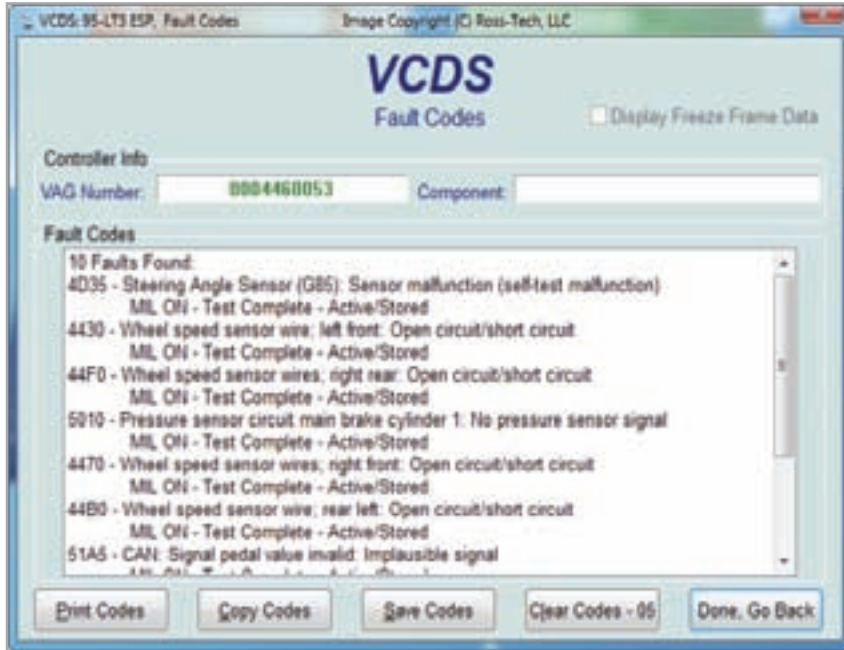 VCDS: 95-LT3 ESP, Fault Codes Image Copyright (C) Ross-Tech, LLC
VCDS
Fault Codes
Display Freeze Frame Data
Controller Info
VAG Number: 0004460053 Component:
Fault Codes
10 Faults Found:
4D35 - Steering Angle Sensor (G85): Sensor malfunction (self-test malfunction)
MIL ON - Test Complete - Active/Stored
4430 - Wheel speed sensor wire; left front: Open circuit/short circuit
MIL ON - Test Complete - Active/Stored
44F0 - Wheel speed sensor wires; right rear: Open circuit/short circuit
MIL ON - Test Complete - Active/Stored
5010 - Pressure sensor circuit main brake cylinder 1: No pressure sensor signal
MIL ON - Test Complete - Active/Stored
4470 - Wheel speed sensor wires; right front: Open circuit/short circuit
MIL ON - Test Complete - Active/Stored
44B0 - Wheel speed sensor wire; rear left: Open circuit/short circuit
MIL ON - Test Complete - Active/Stored
51A5 - CAN: Signal pedal value invalid: Implausible signal
Print Codes Copy Codes Save Codes Clear Codes - 05 Done, Go Back